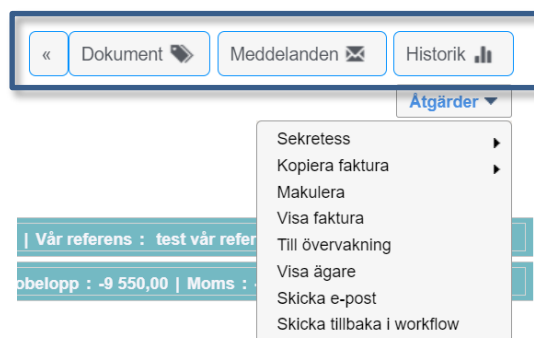 « Dokument Meddelanden Historik
Åtgärder
Sekretess
Kopiera faktura
Makulera
Visa faktura
| Vår referens : test vår refer
Till övervakning
Visa ägare
obelopp : -9 550,00 | Moms :
Skicka e-post
Skicka tillbaka i workflow